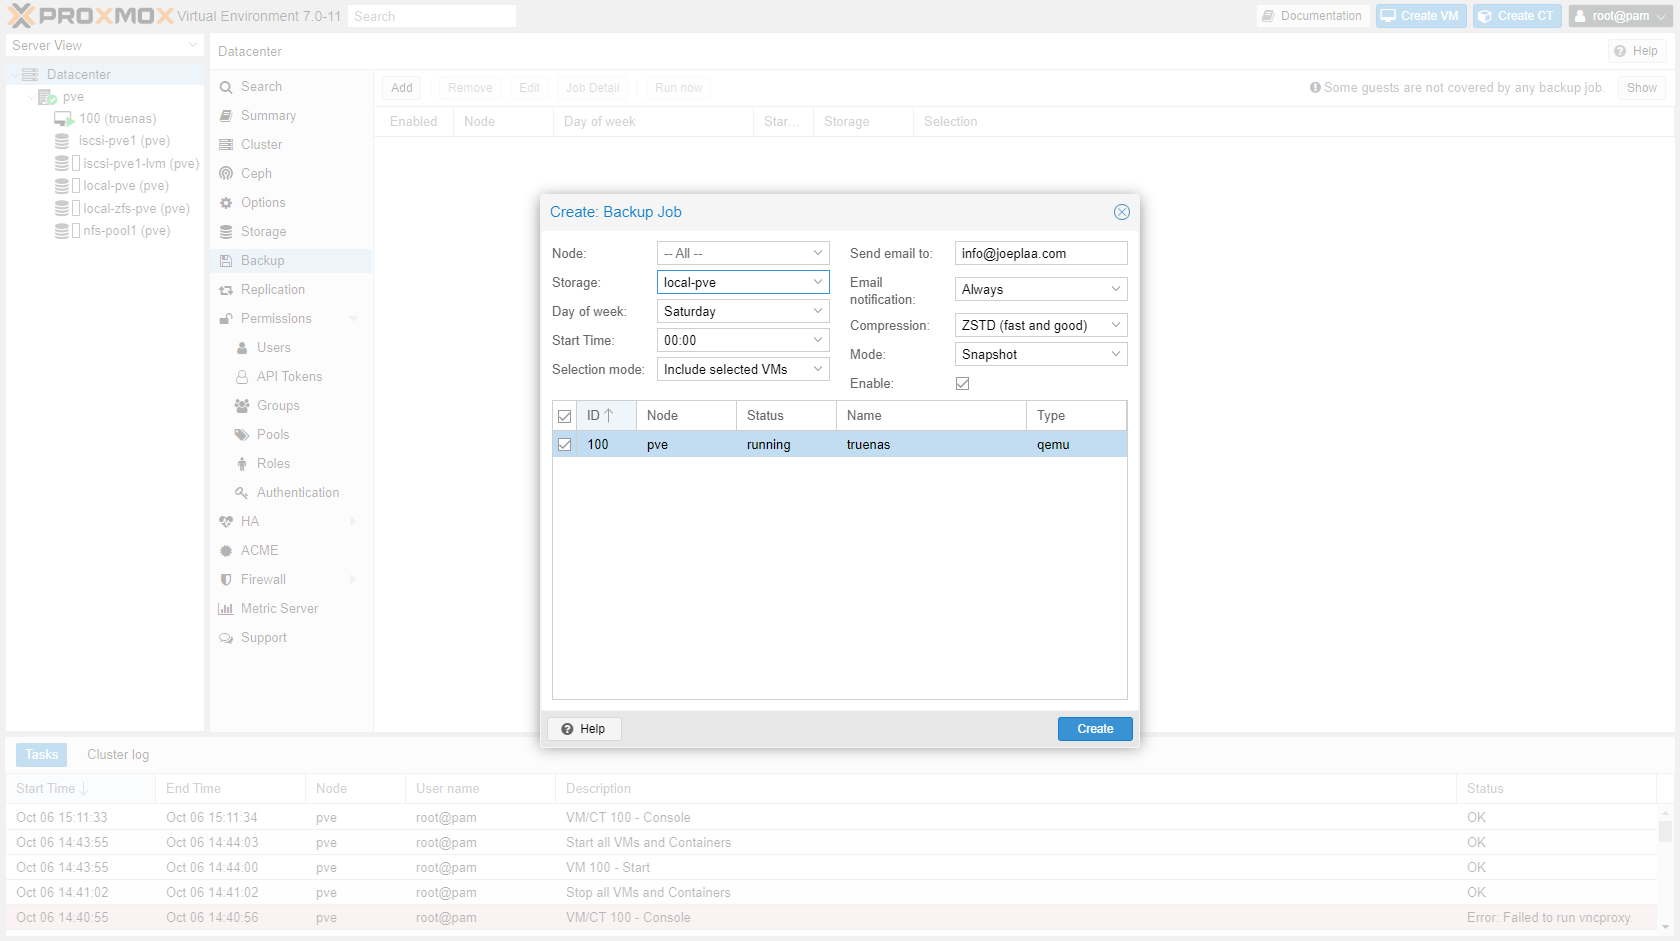 PROXMOX Virtual Environment 7.0-11 Search Documentation Create VM Create CT root@pam
Server View
Datacenter
pve
100 (truenas)
iscsi-pve1 (pve)
iscsi-pve1-lvm (pve)
local-pve (pve)
local-zfs-pve (pve)
nfs-pool1 (pve)
Datacenter Help
Search
Summary
Cluster
Ceph
Options
Storage
Backup
Replication
Permissions
Users
API Tokens
Groups
Pools
Roles
Authentication
HA
ACME
Firewall
Metric Server
Support
Add Remove Edit Job Detail Run now Some guests are not covered by any backup job. Show
Enabled Node Day of week Star... Storage Selection
Create: Backup Job
Node: -- All --
Storage: local-pve
Day of week: Saturday
Start Time: 00:00
Selection mode: Include selected VMs
Send email to: info@joeplaa.com
Email
notification: Always
Compression: ZSTD (fast and good)
Mode: Snapshot
Enable:
ID Node Status Name Type
100 pve running truenas qemu
Help Create
Tasks Cluster log
Start Time End Time Node User name Description Status
Oct 06 15:11:33 Oct 06 15:11:34 pve root@pam VM/CT 100 - Console OK
Oct 06 14:43:55 Oct 06 14:44:03 pve root@pam Start all VMs and Containers OK
Oct 06 14:43:55 Oct 06 14:44:00 pve root@pam VM 100 - Start OK
Oct 06 14:41:02 Oct 06 14:41:02 pve root@pam Stop all VMs and Containers OK
Oct 06 14:40:55 Oct 06 14:40:56 pve root@pam VM/CT 100 - Console Error: Failed to run vncproxy.